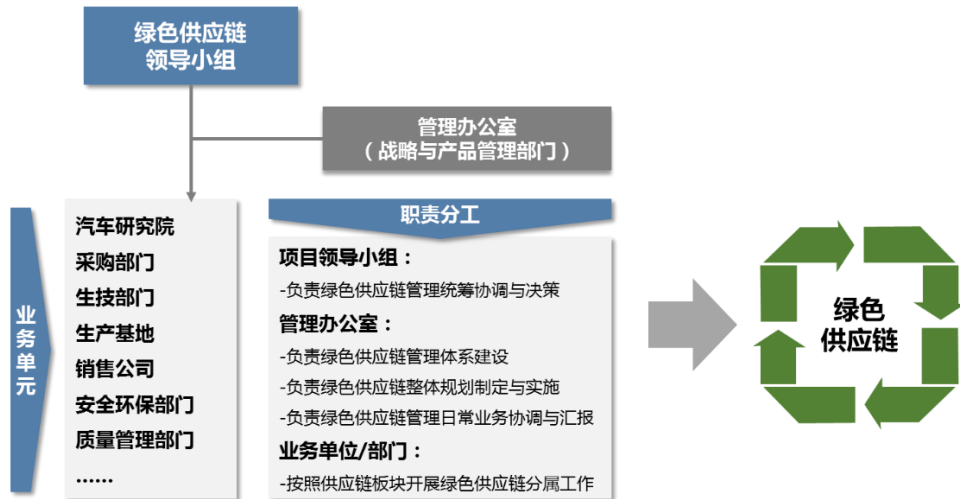 绿色供应链
领导小组
管理办公室
（战略与产品管理部门）
业务单元
汽车研究院
采购部门
生技部门
生产基地
销售公司
安全环保部门
质量管理部门
......
职责分工
项目领导小组：
-负责绿色供应链管理统筹协调与决策
管理办公室：
-负责绿色供应链管理体系建设
-负责绿色供应链整体规划制定与实施
-负责绿色供应链管理日常业务协调与汇报
业务单位/部门：
-按照供应链板块开展绿色供应链分属工作
绿色
供应链